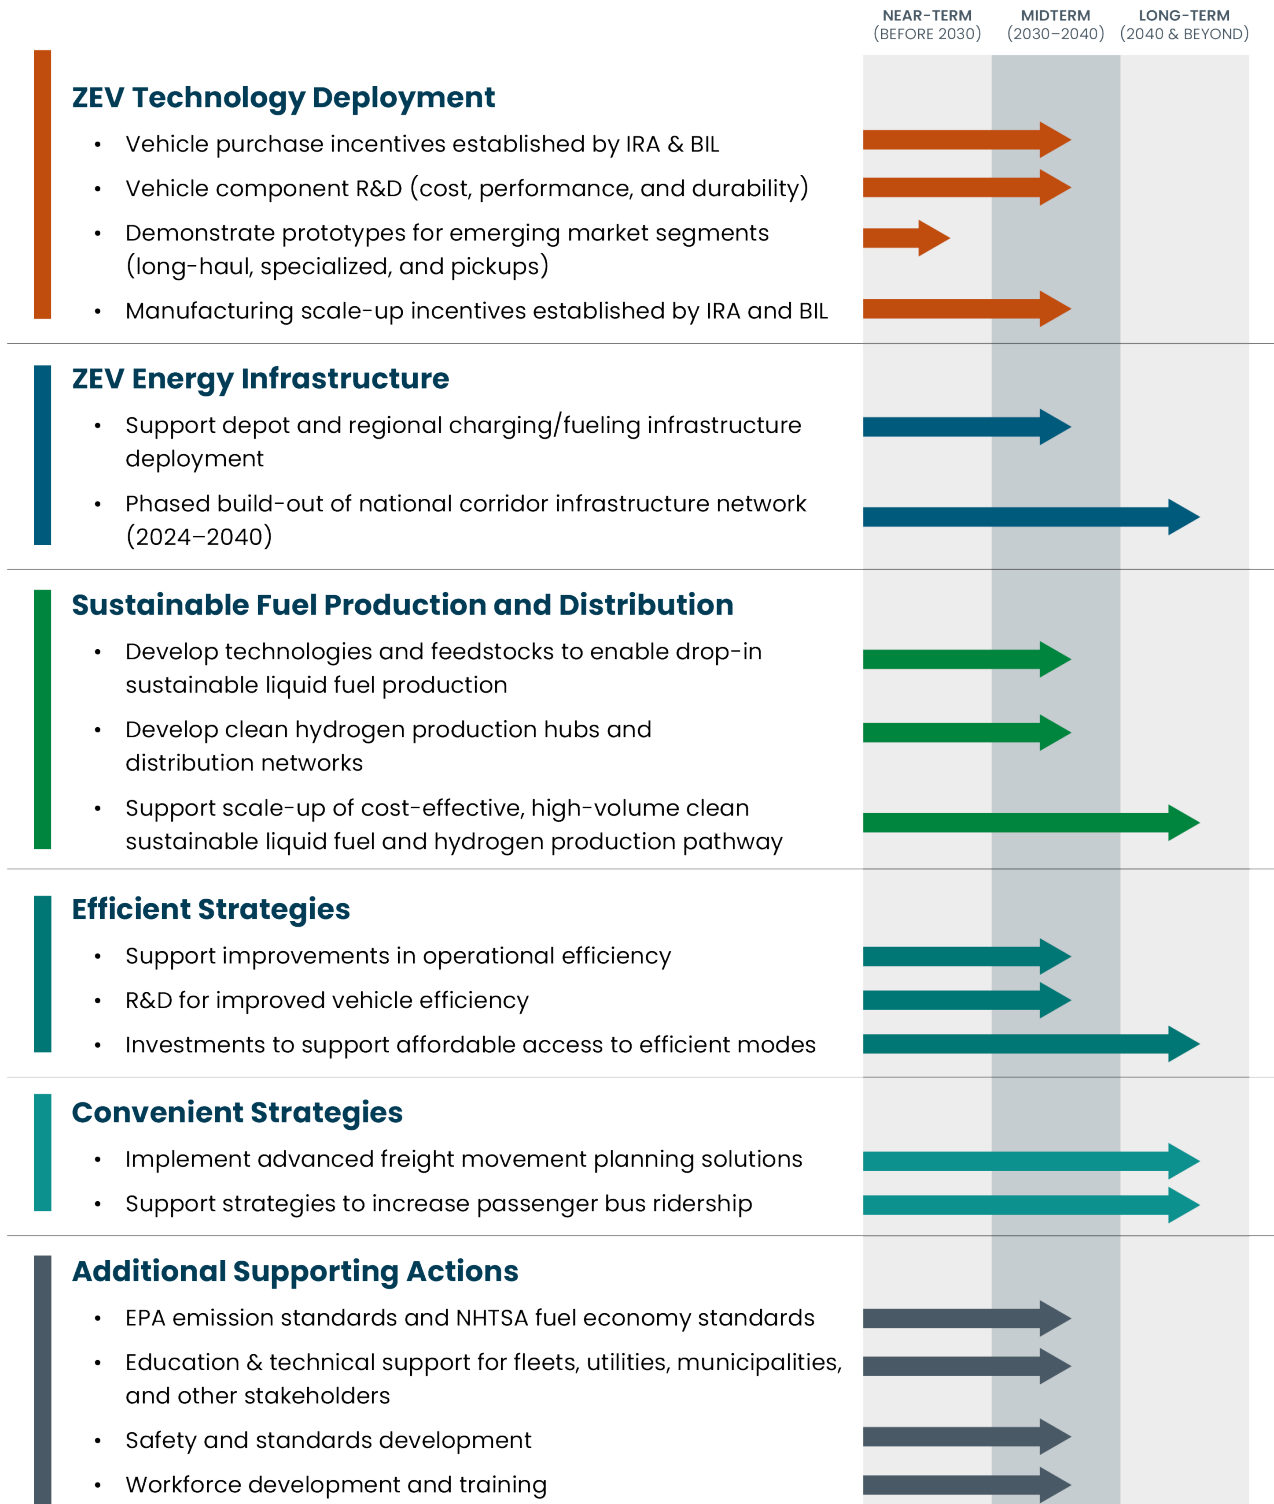 NEAR-TERM MIDTERM LONG-TERM
(BEFORE 2030) (2030–2040) (2040 & BEYOND)
ZEV Technology Deployment
• Vehicle purchase incentives established by IRA & BIL
• Vehicle component R&D (cost, performance, and durability)
• Demonstrate prototypes for emerging market segments
(long-haul, specialized, and pickups)
• Manufacturing scale-up incentives established by IRA and BIL
ZEV Energy Infrastructure
• Support depot and regional charging/fueling infrastructure
deployment
• Phased build-out of national corridor infrastructure network
(2024–2040)
Sustainable Fuel Production and Distribution
• Develop technologies and feedstocks to enable drop-in
sustainable liquid fuel production
• Develop clean hydrogen production hubs and
distribution networks
• Support scale-up of cost-effective, high-volume clean
sustainable liquid fuel and hydrogen production pathway
Efficient Strategies
• Support improvements in operational efficiency
• R&D for improved vehicle efficiency
• Investments to support affordable access to efficient modes
Convenient Strategies
• Implement advanced freight movement planning solutions
• Support strategies to increase passenger bus ridership
Additional Supporting Actions
• EPA emission standards and NHTSA fuel economy standards
• Education & technical support for fleets, utilities, municipalities,
and other stakeholders
• Safety and standards development
• Workforce development and training